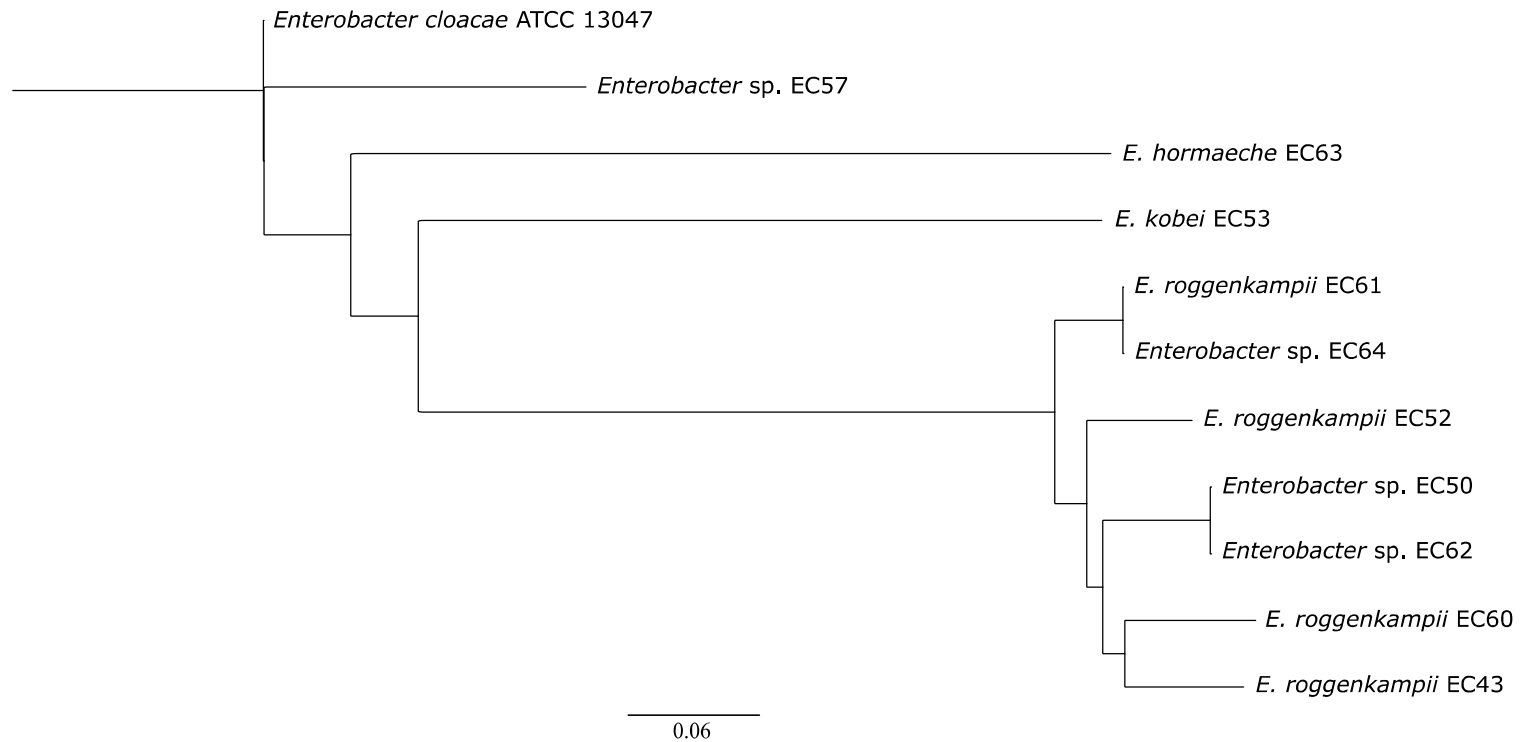 Enterobacter cloacae ATCC 13047
Enterobacter sp. EC57
E. hormaeche EC63
E. kobei EC53
E. roggenkampii EC61
Enterobacter sp. EC64
E. roggenkampii EC52
Enterobacter sp. EC50
Enterobacter sp. EC62
E. roggenkampii EC60
E. roggenkampii EC43
0.06